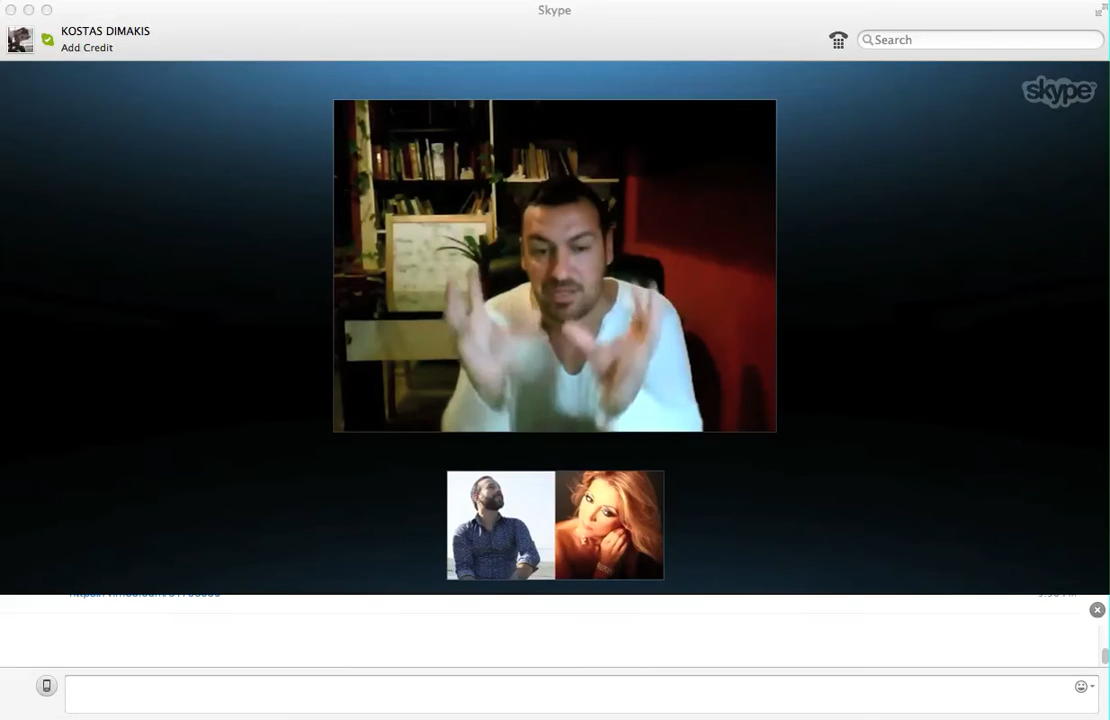 Skype
KOSTAS DIMAKIS
Add Credit
Search
skype